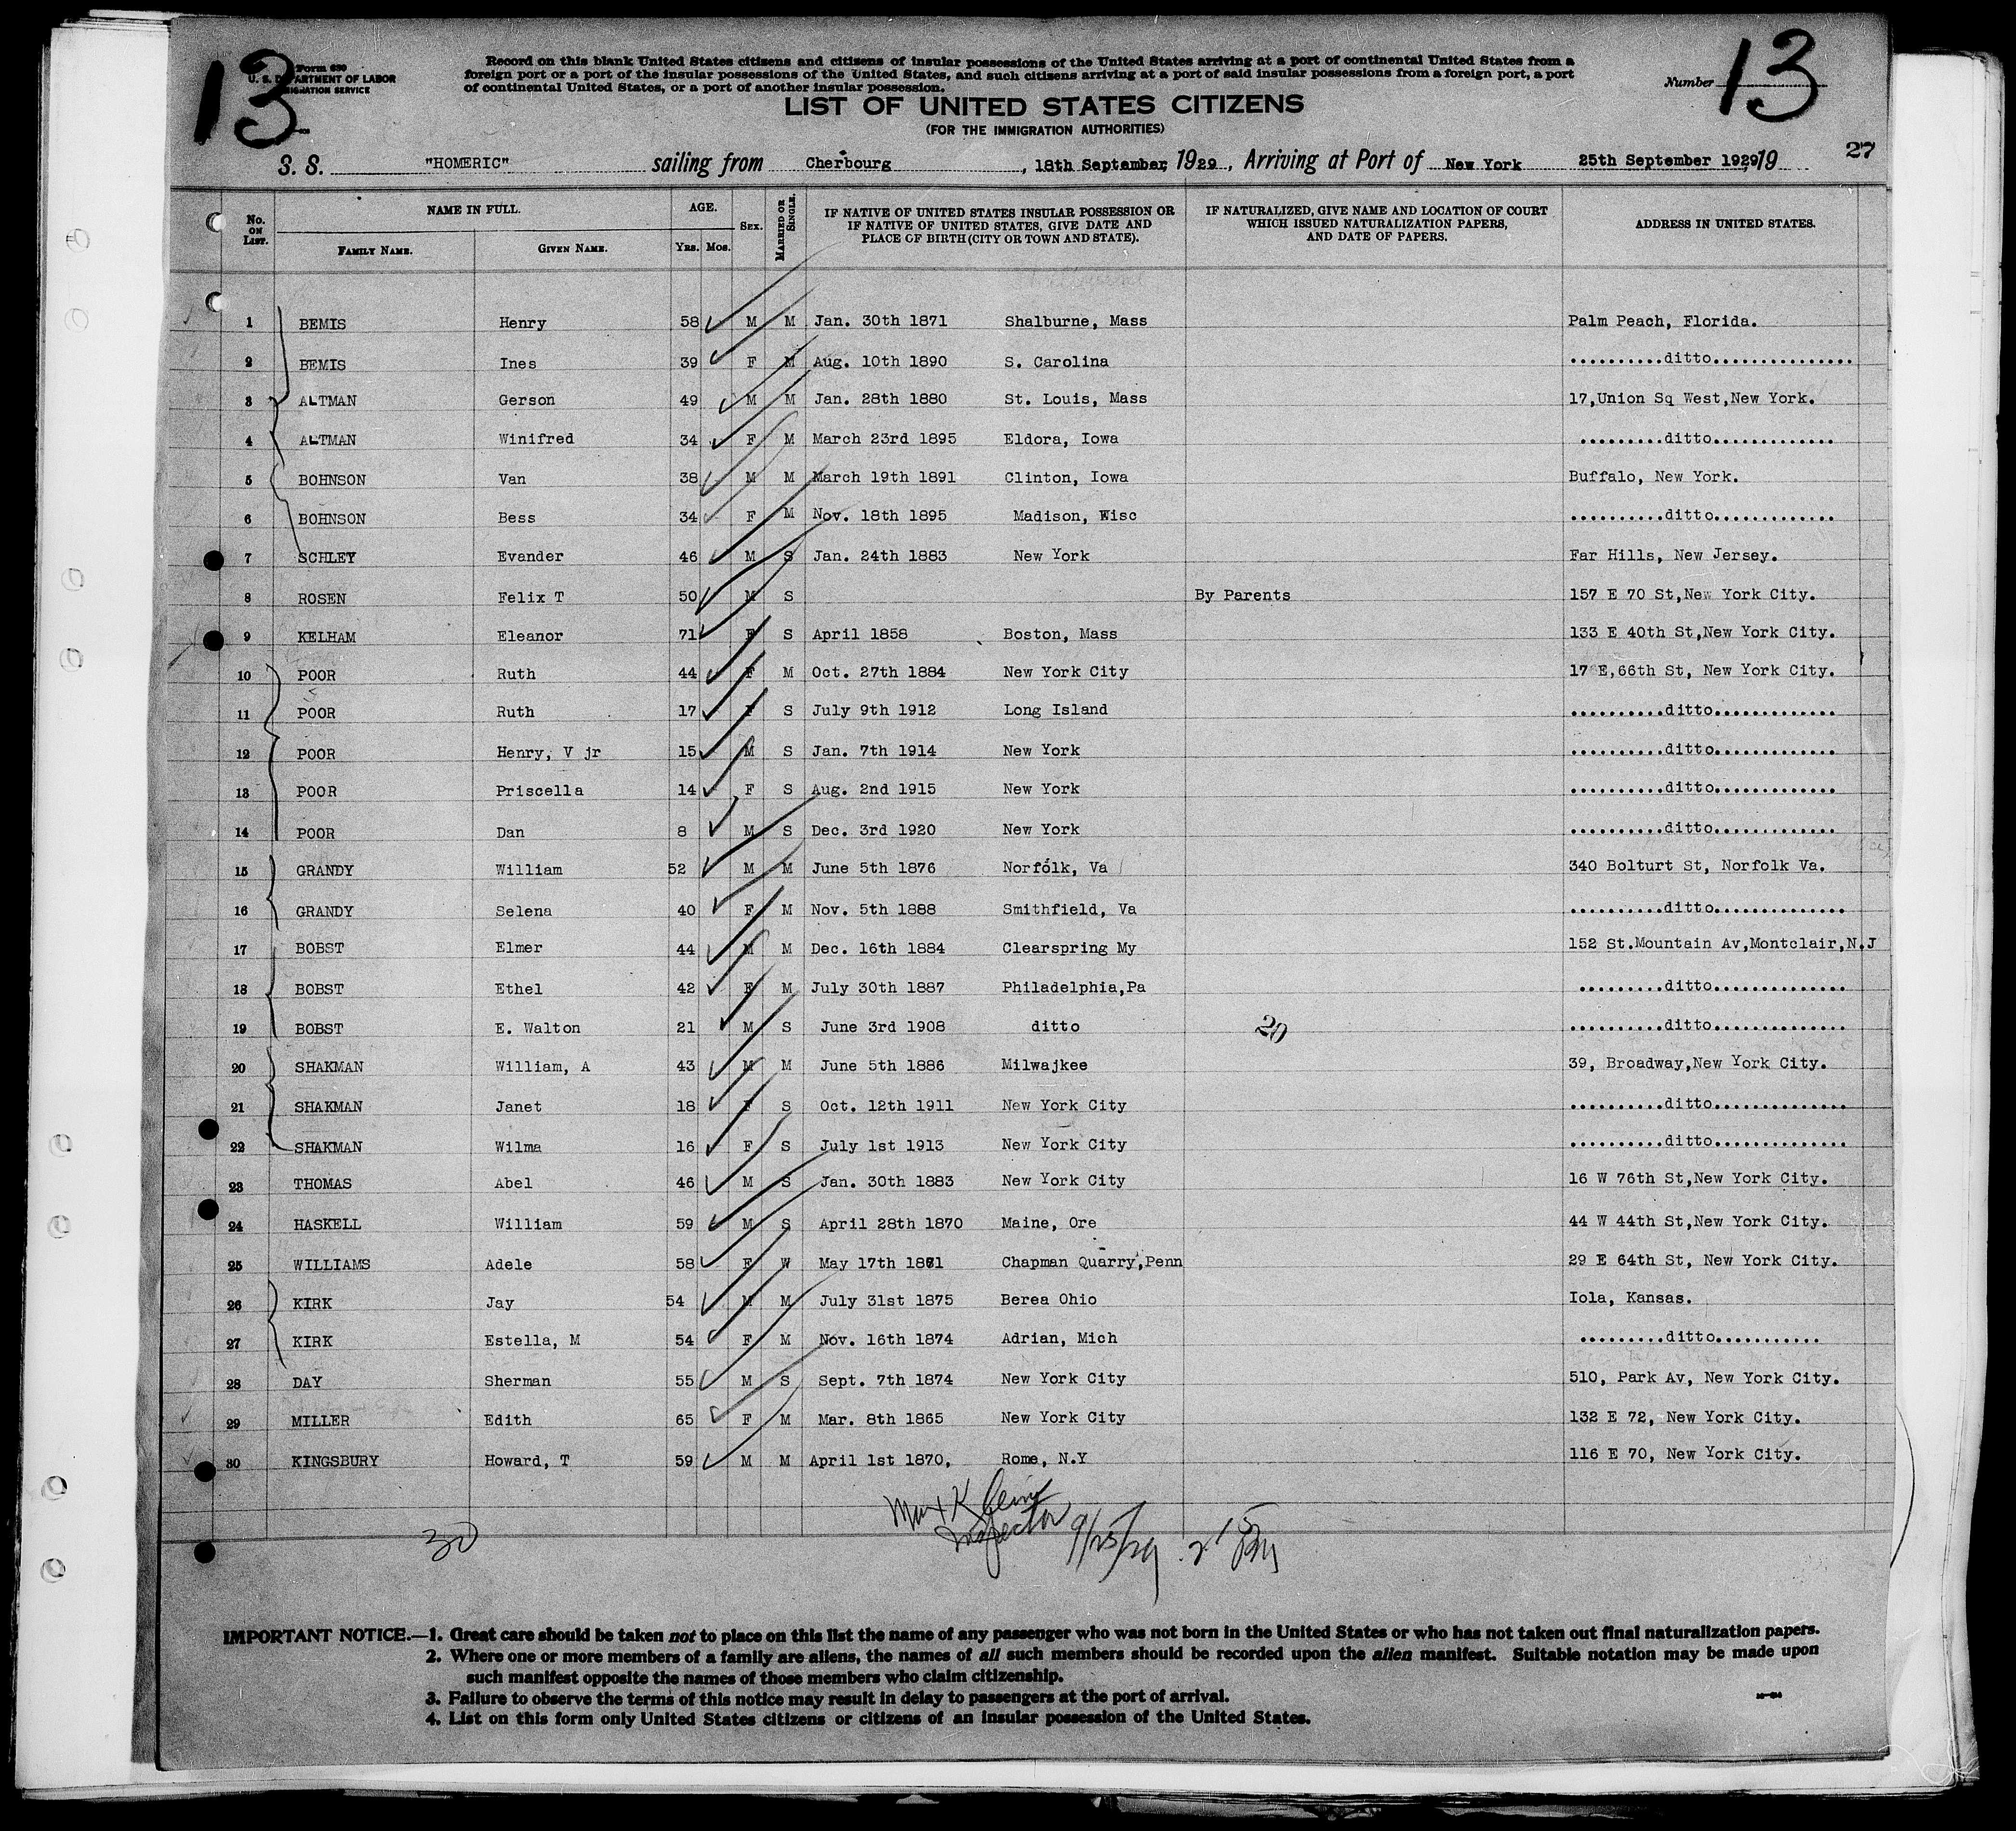 13
Form 630
U. S. DEPARTMENT OF LABOR
IMMIGRATION SERVICE
Record on this blank United States citizens and citizens of insular possessions of the United States arriving at a port of continental United States from a
foreign port or a port of the insular possessions of the United States, and such citizens arriving at a port of said insular possessions from a foreign port, a port
of continental United States, or a port of another insular possession.
Number 13
LIST OF UNITED STATES CITIZENS
(FOR THE IMMIGRATION AUTHORITIES)
S. S. "HOMERIC" sailing from Cherbourg, 18th September, 1929, Arriving at Port of New York 25th September 1929, 19 27
No. ON LIST. NAME IN FULL. FAMILY NAME. GIVEN NAME. AGE. Yrs. Mos. SEX. MARRIED OR SINGLE. IF NATIVE OF UNITED STATES INSULAR POSSESSION OR IF NATIVE OF UNITED STATES, GIVE DATE AND PLACE OF BIRTH (CITY OR TOWN AND STATE). IF NATURALIZED, GIVE NAME AND LOCATION OF COURT WHICH ISSUED NATURALIZATION PAPERS, AND DATE OF PAPERS. ADDRESS IN UNITED STATES.
1 BEMIS Henry 58 M M Jan. 30th 1871 Shalburne, Mass Palm Peach, Florida.
2 BEMIS Ines 39 F M Aug. 10th 1890 S. Carolina ..........ditto...............
3 ALTMAN Gerson 49 M M Jan. 28th 1880 St. Louis, Mass 17,Union Sq West,New York.
4 ALTMAN Winifred 34 F M March 23rd 1895 Eldora, Iowa .........ditto.............
5 BOHNSON Van 38 M M March 19th 1891 Clinton, Iowa Buffalo, New York.
6 BOHNSON Bess 34 F M Nov. 18th 1895 Madison, Wisc ..........ditto.............
7 SCHLEY Evander 46 M S Jan. 24th 1883 New York Far Hills, New Jersey.
8 ROSEN Felix T 50 M S By Parents 157 E 70 St,New York City.
9 KELHAM Eleanor 71 F S April 1858 Boston, Mass 133 E 40th St,New York City.
10 POOR Ruth 44 F M Oct. 27th 1884 New York City 17 E,66th St, New York City.
11 POOR Ruth 17 F S July 9th 1912 Long Island ..........ditto.............
12 POOR Henry, V jr 15 M S Jan. 7th 1914 New York ..........ditto.............
13 POOR Priscella 14 F S Aug. 2nd 1915 New York ..........ditto.............
14 POOR Dan 8 M S Dec. 3rd 1920 New York ..........ditto.............
15 GRANDY William 52 M M June 5th 1876 Norfolk, Va 340 Bolturt St, Norfolk Va.
16 GRANDY Selena 40 F M Nov. 5th 1888 Smithfield, Va ..........ditto..............
17 BOBST Elmer 44 M M Dec. 16th 1884 Clearspring My 152 St.Mountain Av,Montclair,N.J
18 BOBST Ethel 42 F M July 30th 1887 Philadelphia,Pa .........ditto..............
19 BOBST E. Walton 21 M S June 3rd 1908 ditto 20 ..........ditto..............
20 SHAKMAN William, A 43 M M June 5th 1886 Milwajkee 39, Broadway,New York City.
21 SHAKMAN Janet 18 F S Oct. 12th 1911 New York City ..........ditto..............
22 SHAKMAN Wilma 16 F S July 1st 1913 New York City ..........ditto..............
23 THOMAS Abel 46 M S Jan. 30th 1883 New York City 16 W 76th St,New York City.
24 HASKELL William 59 M S April 28th 1870 Maine, Ore 44 W 44th St,New York City.
25 WILLIAMS Adele 58 F W May 17th 1871 Chapman Quarry,Penn 29 E 64th St, New York City.
26 KIRK Jay 54 M M July 31st 1875 Berea Ohio Iola, Kansas.
27 KIRK Estella, M 54 F M Nov. 16th 1874 Adrian, Mich .........ditto...........
28 DAY Sherman 55 M S Sept. 7th 1874 New York City 510, Park Av, New York City.
29 MILLER Edith 65 F M Mar. 8th 1865 New York City 132 E 72, New York City.
30 KINGSBURY Howard, T 59 M M April 1st 1870, Rome, N.Y 116 E 70, New York City.
30 Inspector 9/25/29
IMPORTANT NOTICE.—1. Great care should be taken not to place on this list the name of any passenger who was not born in the United States or who has not taken out final naturalization papers.
2. Where one or more members of a family are aliens, the names of all such members should be recorded upon the alien manifest. Suitable notation may be made upon
such manifest opposite the names of those members who claim citizenship.
3. Failure to observe the terms of this notice may result in delay to passengers at the port of arrival.
4. List on this form only United States citizens or citizens of an insular possession of the United States.